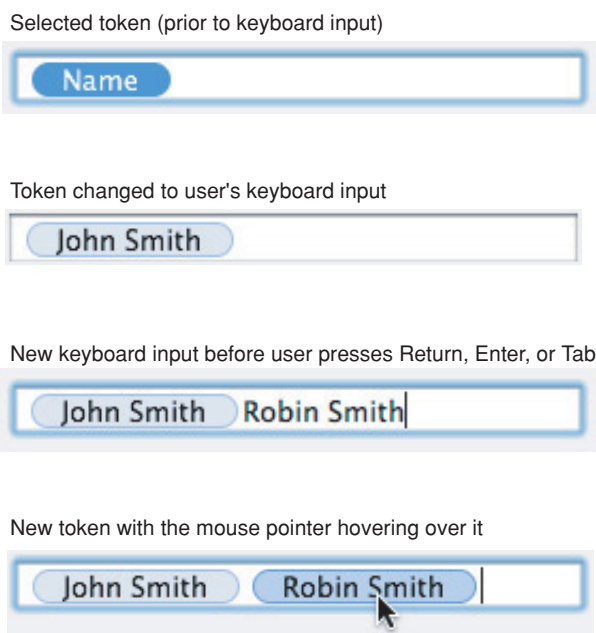 Selected token (prior to keyboard input)
Name
Token changed to user's keyboard input
John Smith
New keyboard input before user presses Return, Enter, or Tab
John Smith Robin Smith
New token with the mouse pointer hovering over it
John Smith Robin Smith